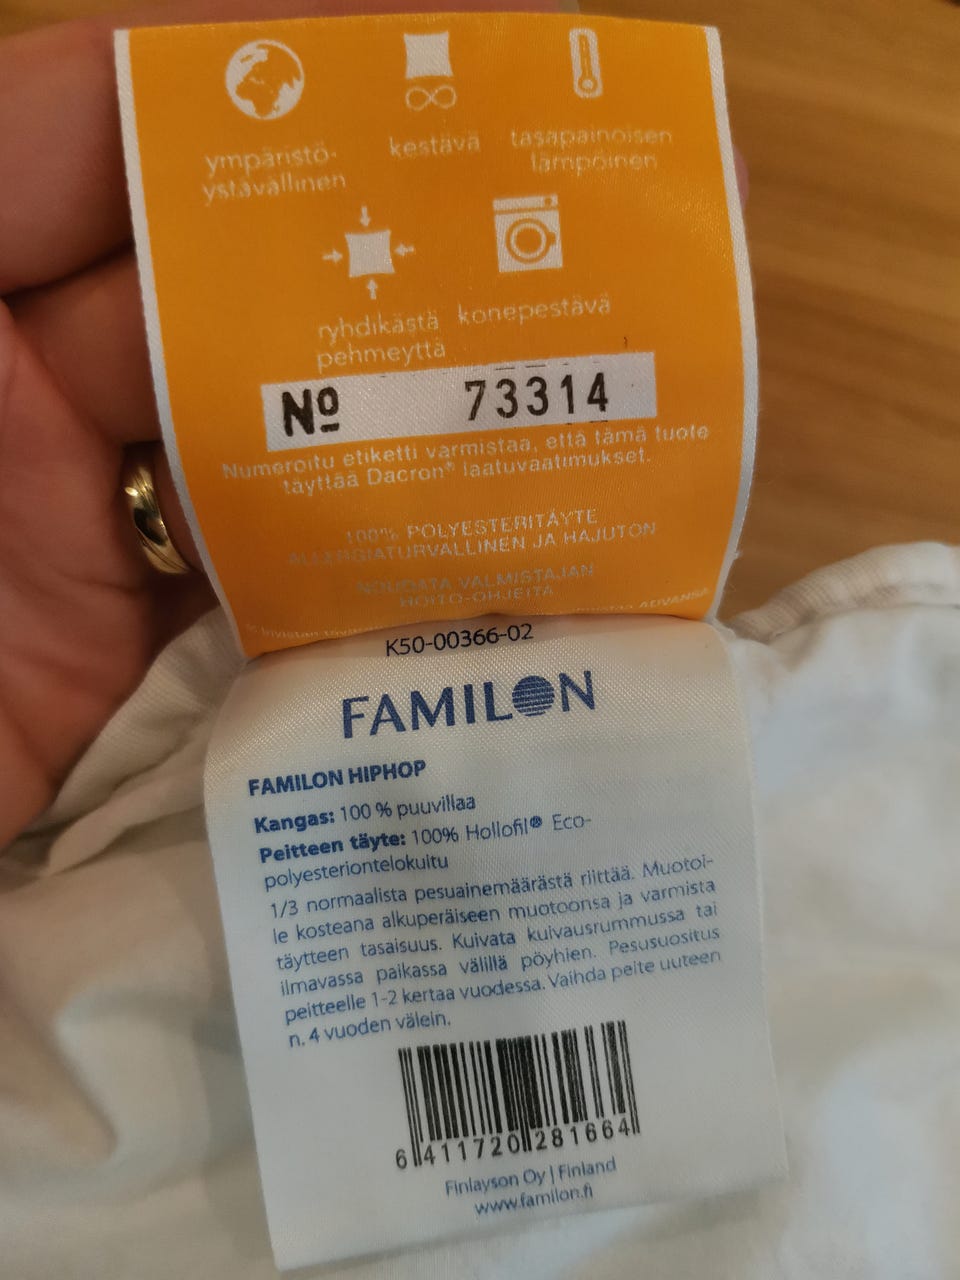 ympäristö-
ystävällinen
kestävä
tasapainoisen
lämpöinen
ryhdikästä
pehmeyttä
konepestävä
Nº 73314
Numeroitu etiketti varmistaa, että tämä tuote
täyttää Dacron® laatuvaatimukset.
100% POLYESTERITÄYTE
ALLERGIATURVALLINEN JA HAJUTON
NOUDATA VALMISTAJAN
HOITO-OHJEITA
ADVANSA
K50-00366-02
FAMILON
FAMILON HIPHOP
Kangas: 100 % puuvillaa
Peitteen täyte: 100% Hollofil® Eco-
polyesteriontelokuitu
1/3 normaalista pesuainemäärästä riittää. Muotoi-
le kosteana alkuperäiseen muotoonsa ja varmista
täytteen tasaisuus. Kuivata kuivausrummussa tai
ilmavassa paikassa välillä pöyhien. Pesusuositus
peitteelle 1-2 kertaa vuodessa. Vaihda peite uuteen
n. 4 vuoden välein.
6 411720 281664
Finlayson Oy | Finland
www.familon.fi